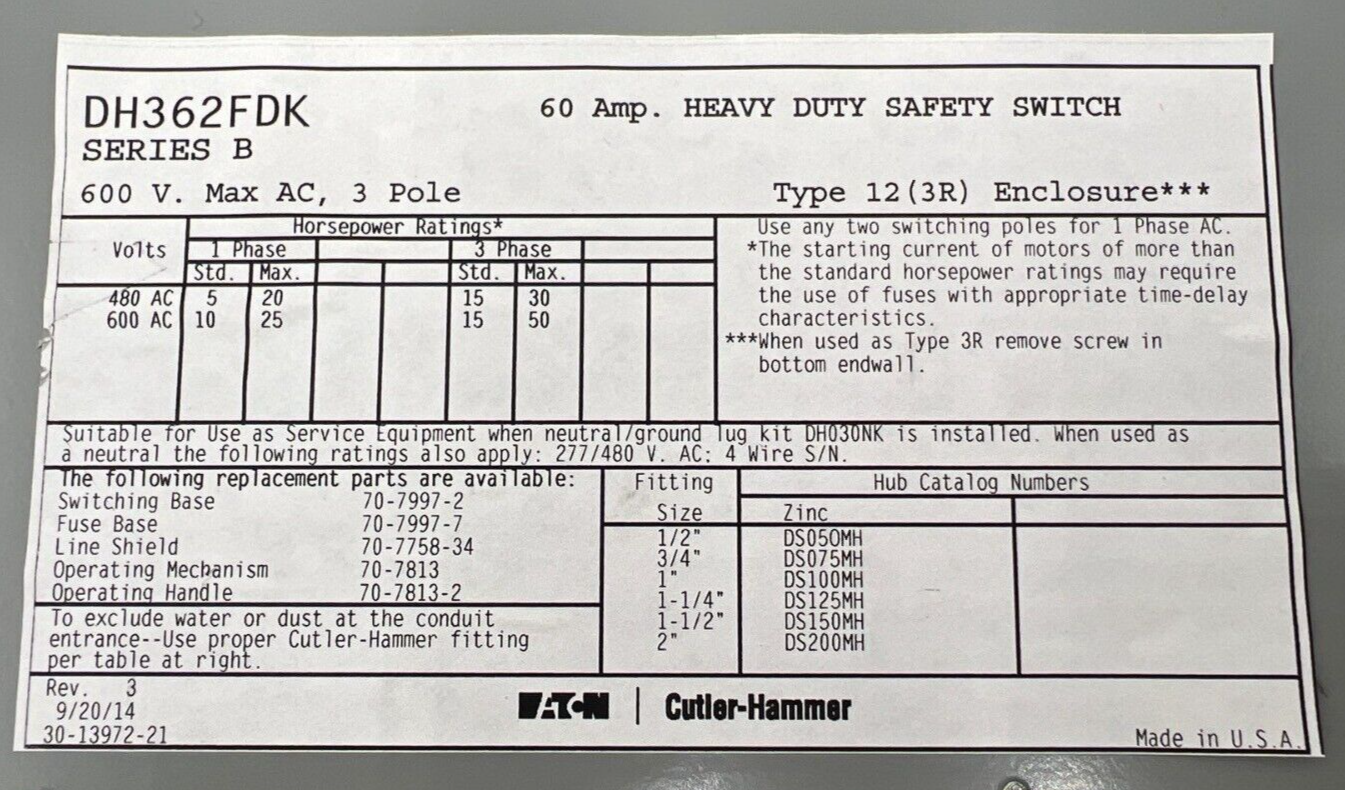 DH362FDK
60 Amp. HEAVY DUTY SAFETY SWITCH
SERIES B
600 V. Max AC, 3 Pole
Type 12(3R) Enclosure***
Horsepower Ratings*
Volts
1 Phase
3 Phase
Std. Max. Std. Max.
480 AC 5 20 15 30
600 AC 10 25 15 50
Use any two switching poles for 1 Phase AC.
*The starting current of motors of more than
the standard horsepower ratings may require
the use of fuses with appropriate time-delay
characteristics.
***When used as Type 3R remove screw in
bottom endwall.
Suitable for Use as Service Equipment when neutral/ground lug kit DH030NK is installed. When used as
a neutral the following ratings also apply: 277/480 V. AC: 4 Wire S/N.
The following replacement parts are available:
Switching Base 70-7997-2
Fuse Base 70-7997-7
Line Shield 70-7758-34
Operating Mechanism 70-7813
Operating Handle 70-7813-2
To exclude water or dust at the conduit
entrance--Use proper Cutler-Hammer fitting
per table at right.
Fitting
Size
Hub Catalog Numbers
Zinc
1/2" DS050MH
3/4" DS075MH
1" DS100MH
1-1/4" DS125MH
1-1/2" DS150MH
2" DS200MH
Rev. 3
9/20/14
30-13972-21
EATON | Cutler-Hammer
Made in U.S.A.